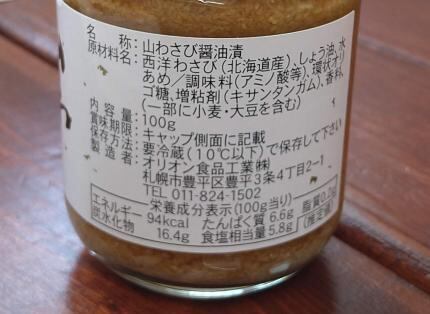 名称:山わさび醤油漬
原材料名:西洋わさび(北海道産)、しょう油、水
あめ/調味料(アミノ酸等)、環状オリ
ゴ糖、増粘剤(キサンタンガム)、香料、
(一部に小麦・大豆を含む)
内容量:100g
賞味期限:キャップ側面に記載
保存方法:要冷蔵(10℃以下)で保存して下さい
製造者:オリオン食品工業㈱
札幌市豊平区豊平3条4丁目2-1
TEL 011-824-1502
栄養成分表示(100g当り)
エネルギー 94kcal たんぱく質 6.6g 脂質0.2g
炭水化物 16.4g 食塩相当量 5.8g (推定値)